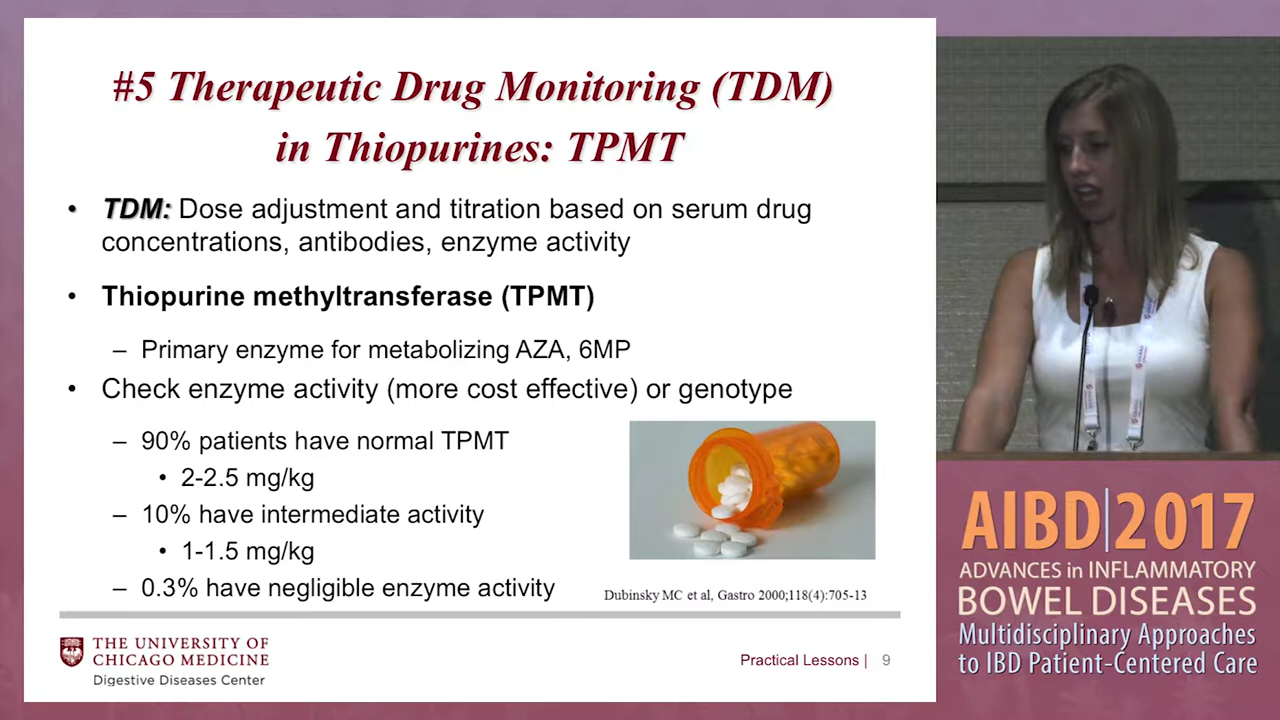 #5 Therapeutic Drug Monitoring (TDM)
in Thiopurines: TPMT
• TDM: Dose adjustment and titration based on serum drug
concentrations, antibodies, enzyme activity
• Thiopurine methyltransferase (TPMT)
– Primary enzyme for metabolizing AZA, 6MP
• Check enzyme activity (more cost effective) or genotype
– 90% patients have normal TPMT
• 2-2.5 mg/kg
– 10% have intermediate activity
• 1-1.5 mg/kg
– 0.3% have negligible enzyme activity
Dubinsky MC et al, Gastro 2000;118(4):705-13
THE UNIVERSITY OF
CHICAGO MEDICINE
Digestive Diseases Center
Practical Lessons | 9
AIBD|2017
ADVANCES in INFLAMMATORY
BOWEL DISEASES
Multidisciplinary Approaches
to IBD Patient-Centered Care